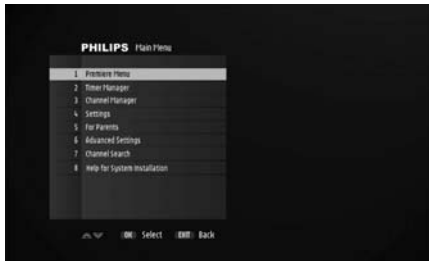 PHILIPS Main Menu
1 Premiere Menu
2 Timer Manager
3 Channel Manager
4 Settings
5 For Parents
6 Advanced Settings
7 Channel Search
8 Help for System Installation
OK Select EXIT Back